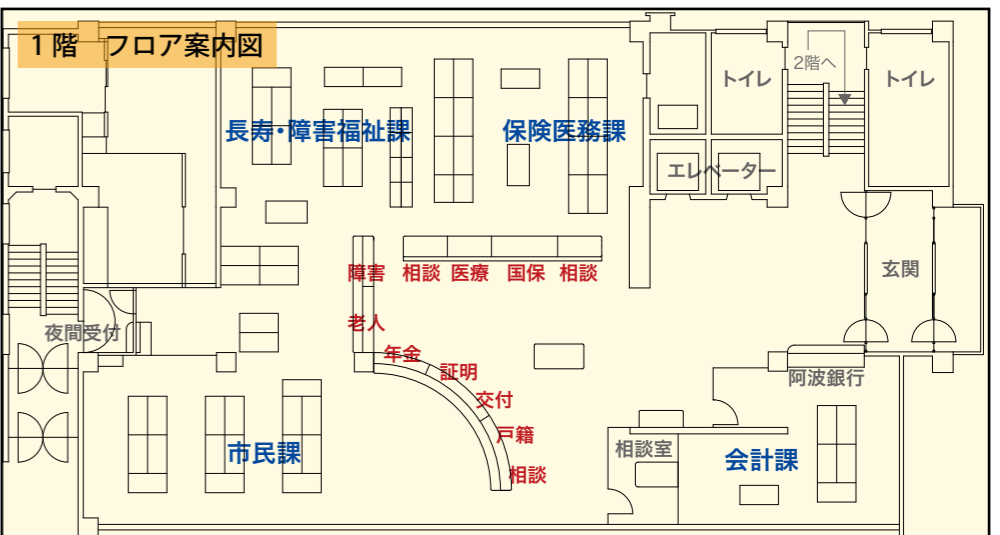 1階　フロア案内図
2階へ
トイレ
トイレ
長寿・障害福祉課
保険医務課
エレベーター
障害
相談
医療
国保
相談
玄関
老人
夜間受付
年金
証明
阿波銀行
交付
戸籍
市民課
相談室
会計課
相談